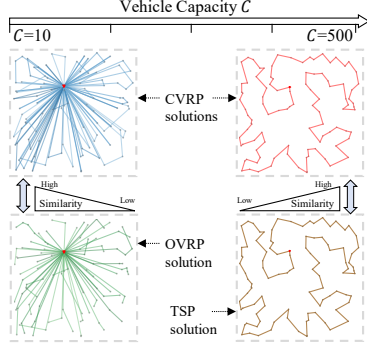 Vehicle Capacity C
C=10
C=500
CVRP
solutions
High
Similarity
Low
High
Similarity
Low
OVRP
solution
TSP
solution